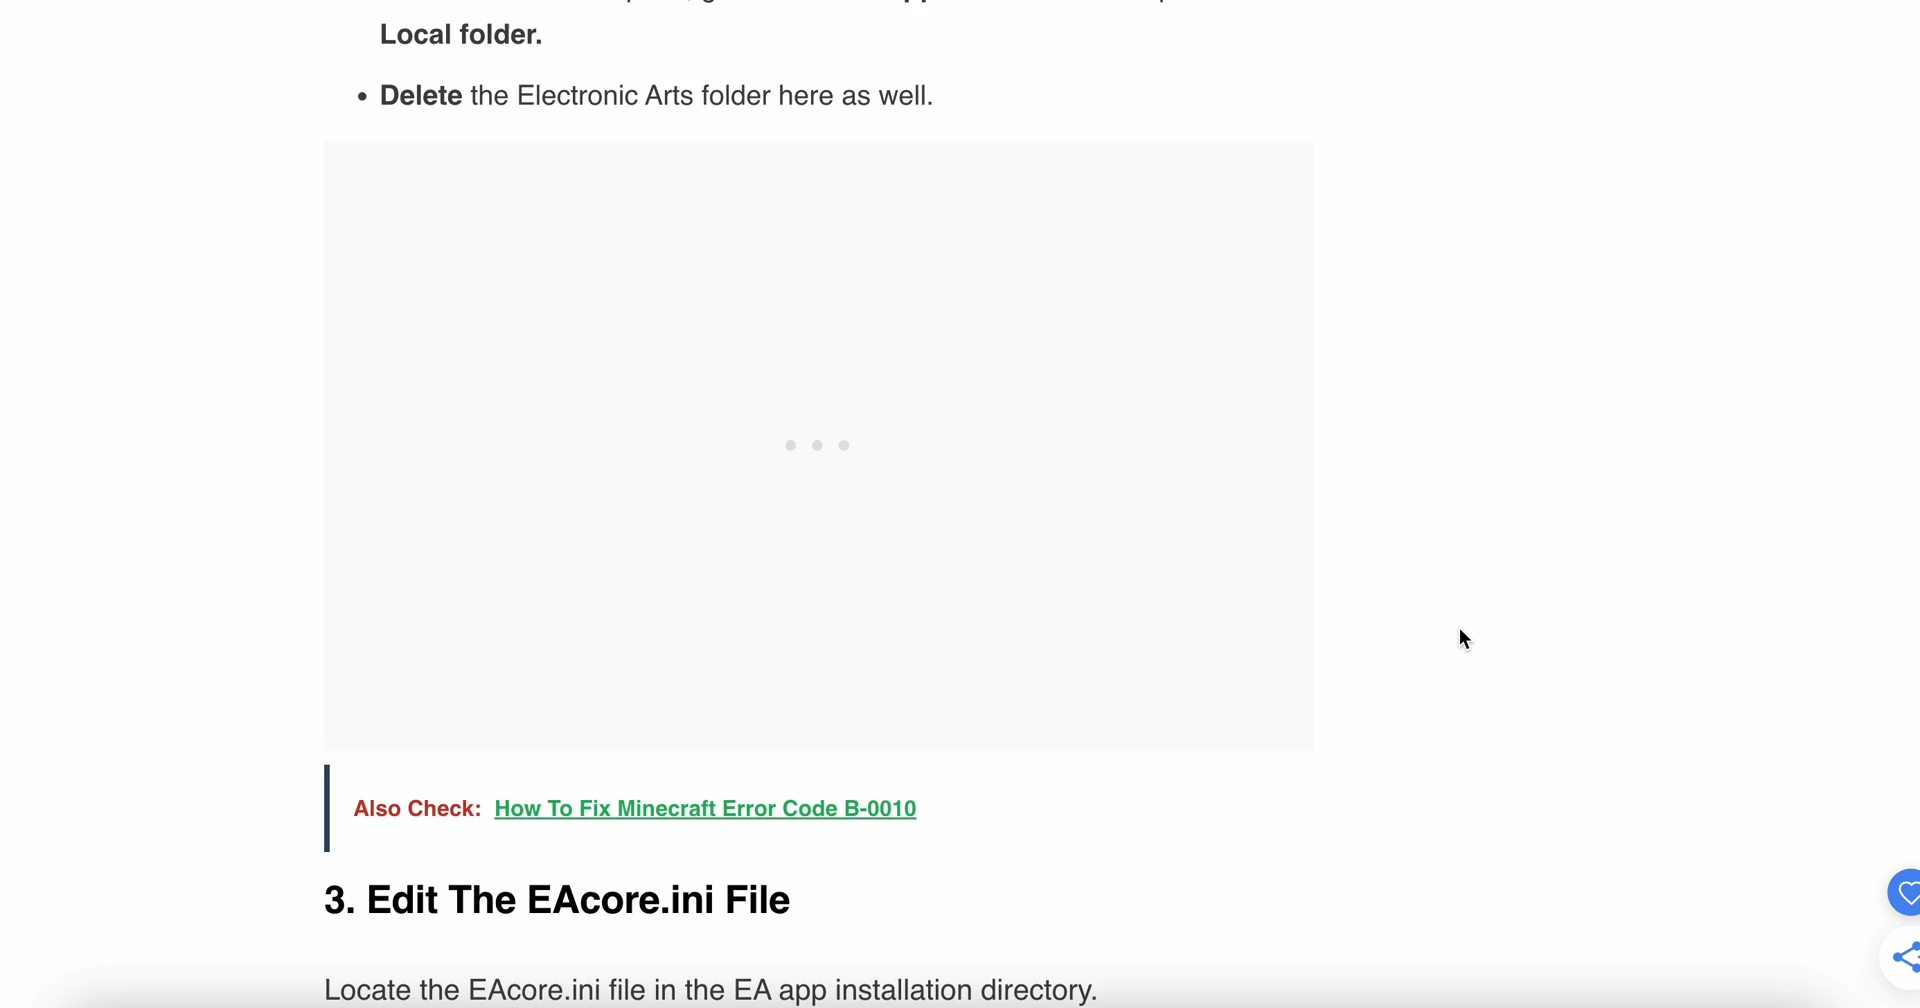 Local folder.
• Delete the Electronic Arts folder here as well.
Also Check: How To Fix Minecraft Error Code B-0010
3. Edit The EAcore.ini File
Locate the EAcore.ini file in the EA app installation directory.